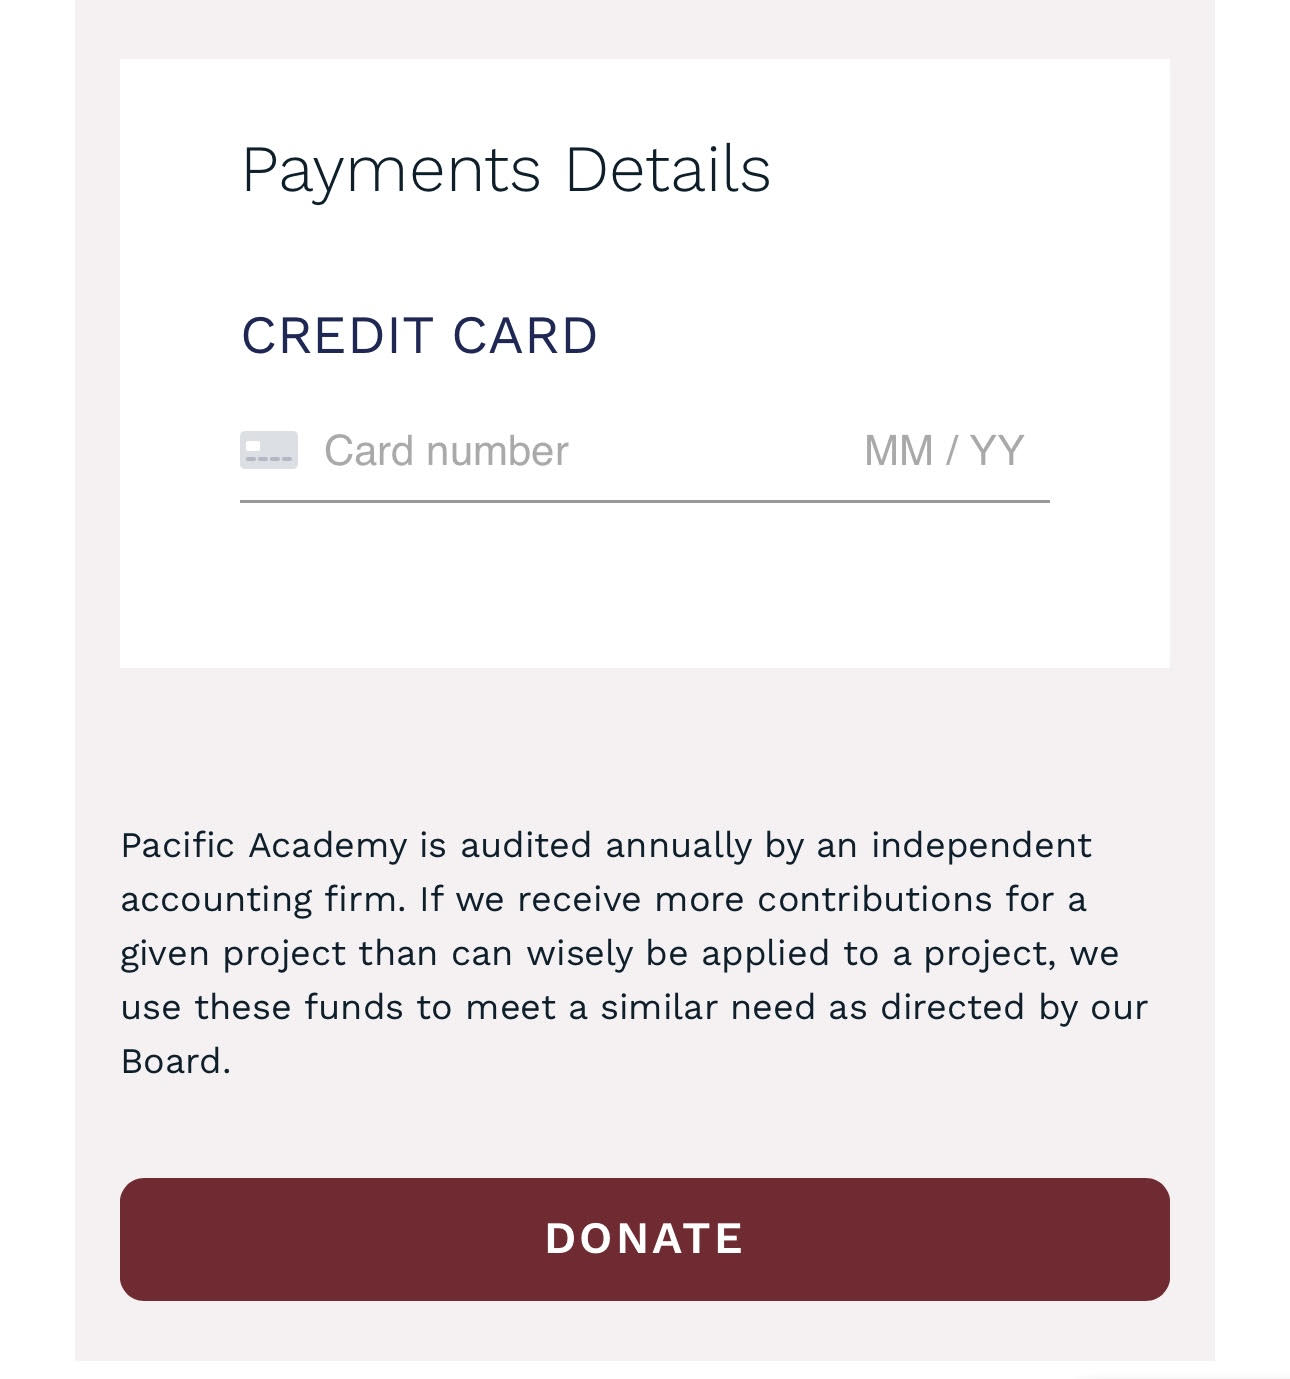 Payments Details
CREDIT CARD
Card number MM / YY
Pacific Academy is audited annually by an independent
accounting firm. If we receive more contributions for a
given project than can wisely be applied to a project, we
use these funds to meet a similar need as directed by our
Board.
DONATE